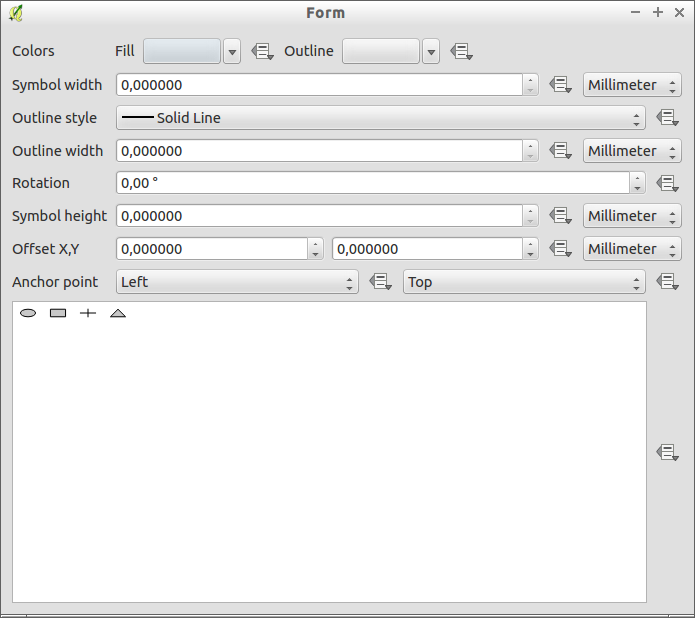 Form
Colors Fill Outline
Symbol width 0,000000 Millimeter
Outline style Solid Line
Outline width 0,000000 Millimeter
Rotation 0,00 °
Symbol height 0,000000 Millimeter
Offset X,Y 0,000000 0,000000 Millimeter
Anchor point Left Top